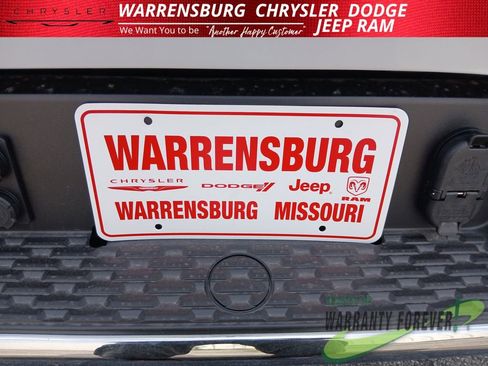 CHRYSLER
WARRENSBURG CHRYSLER DODGE
JEEP RAM
We Want You to be "Another Happy Customer"
WARRENSBURG
CHRYSLER DODGE Jeep RAM
WARRENSBURG MISSOURI
WARRANTY FOREVER